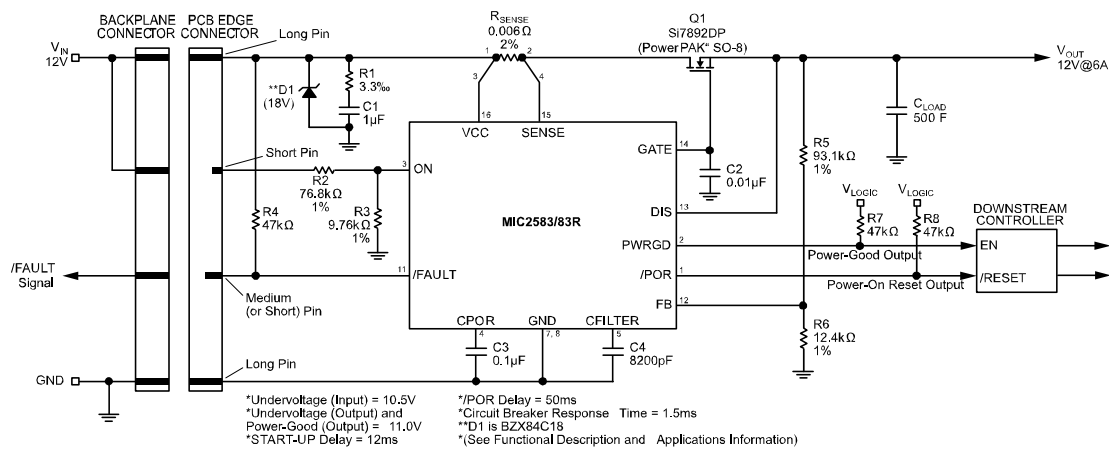 BACKPLANE
CONNECTOR
PCB EDGE
CONNECTOR
Long Pin
V_IN
12V
**D1
(18V)
R1
3.3‰
C1
1µF
R_SENSE
0.006Ω
2%
1
2
3
4
16
VCC
15
SENSE
Q1
Si7892DP
(PowerPAK“ SO-8)
V_OUT
12V@6A
C_LOAD
500 F
Short Pin
R2
76.8kΩ
1%
3
ON
R3
9.76kΩ
1%
R4
47kΩ
MIC2583/83R
GATE
14
C2
0.01µF
DIS
13
R5
93.1kΩ
1%
V_LOGIC
V_LOGIC
R7
47kΩ
R8
47kΩ
DOWNSTREAM
CONTROLLER
PWRGD
2
Power-Good Output
EN
/FAULT
Signal
11
/FAULT
/POR
1
Power-On Reset Output
/RESET
Medium
(or Short) Pin
FB
12
R6
12.4kΩ
1%
CPOR
4
GND
7, 8
CFILTER
5
C3
0.1µF
C4
8200pF
Long Pin
GND
*Undervoltage (Input) = 10.5V
*Undervoltage (Output) and
Power-Good (Output) = 11.0V
*START-UP Delay = 12ms
*/POR Delay = 50ms
*Circuit Breaker Response Time = 1.5ms
**D1 is BZX84C18
*(See Functional Description and Applications Information)